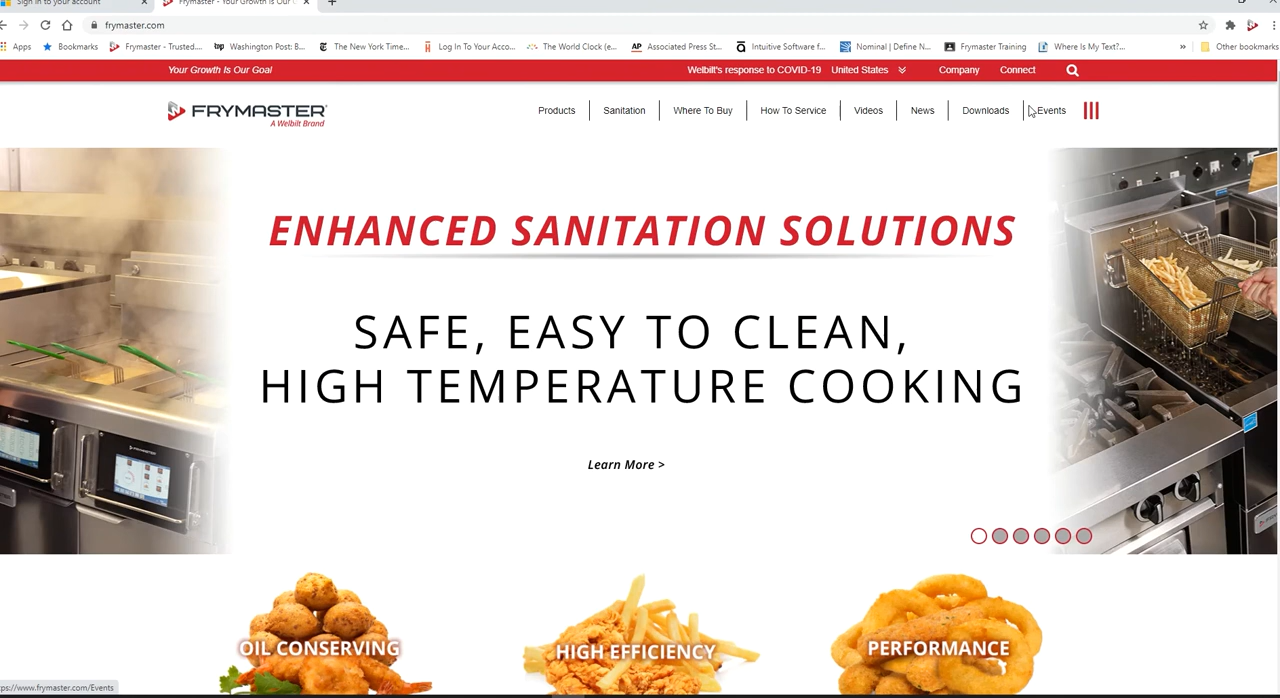 Sign in to your account
Frymaster - Your Growth Is Our
frymaster.com
Apps
Bookmarks
Frymaster - Trusted....
Washington Post: B...
The New York Time...
Log In To Your Acco...
The World Clock (e...
AP
Associated Press St...
Intuitive Software f...
Nominal | Define N...
Frymaster Training
Where Is My Text?...
»
Other bookmarks
Your Growth Is Our Goal
Welbilt's response to COVID-19
United States
Company
Connect
FRYMASTER
A Welbilt Brand
Products
Sanitation
Where To Buy
How To Service
Videos
News
Downloads
Events
ENHANCED SANITATION SOLUTIONS
SAFE, EASY TO CLEAN,
HIGH TEMPERATURE COOKING
Learn More >
OIL CONSERVING
HIGH EFFICIENCY
PERFORMANCE
ps://www.frymaster.com/Events